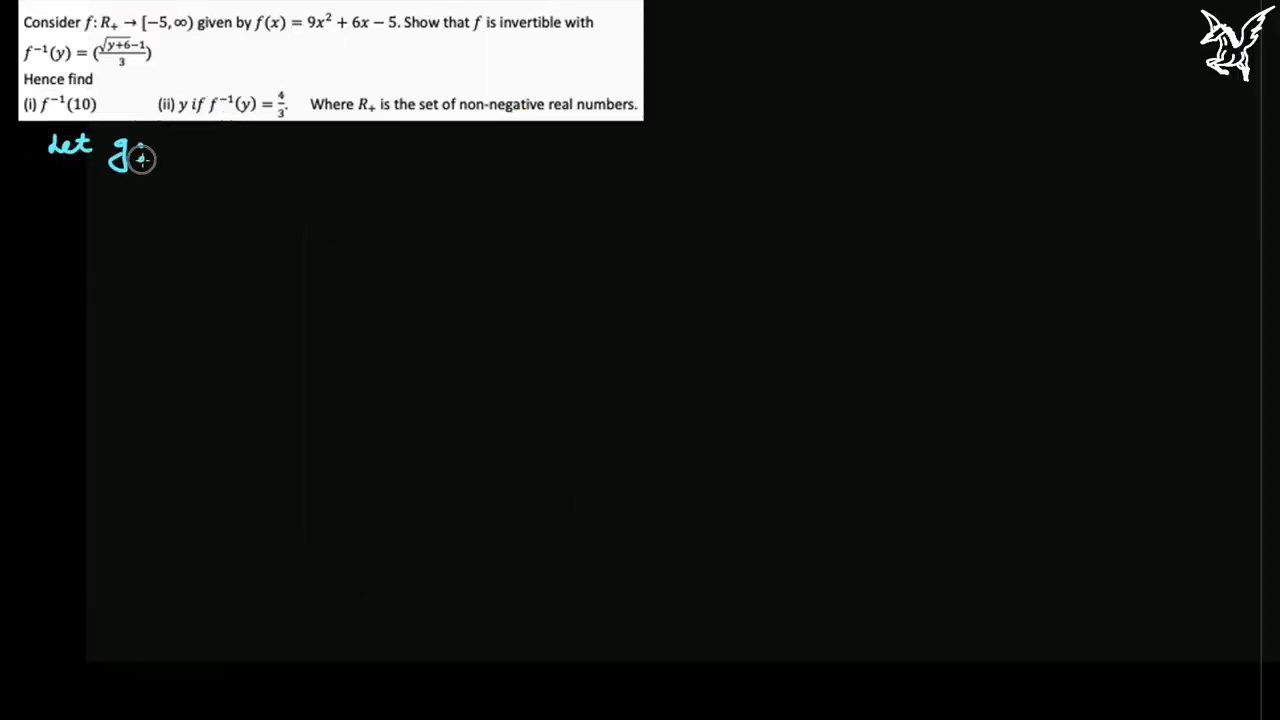 Consider f: R₊ → [−5, ∞) given by f(x) = 9x² + 6x − 5. Show that f is invertible with
f⁻¹(y) = (√(y+6)−1 / 3)
Hence find
(i) f⁻¹(10) (ii) y if f⁻¹(y) = 4/3. Where R₊ is the set of non-negative real numbers.
Let g: